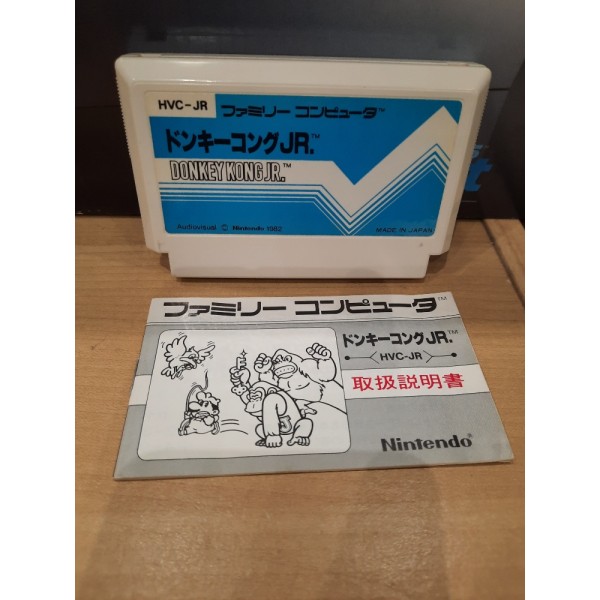 HVC-JR
ファミリー コンピュータ™
ドンキーコングJR.™
DONKEY KONG JR.™
Audiovisual © Nintendo 1982
MADE IN JAPAN
ファミリー コンピュータ™
ドンキーコングJR.™
HVC-JR
取扱説明書
Nintendo